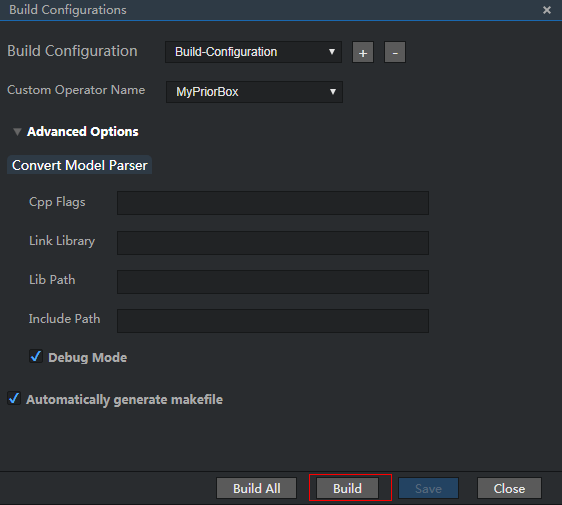 Build Configurations
Build Configuration Build-Configuration + -
Custom Operator Name MyPriorBox
Advanced Options
Convert Model Parser
Cpp Flags
Link Library
Lib Path
Include Path
Debug Mode
Automatically generate makefile
Build All Build Save Close